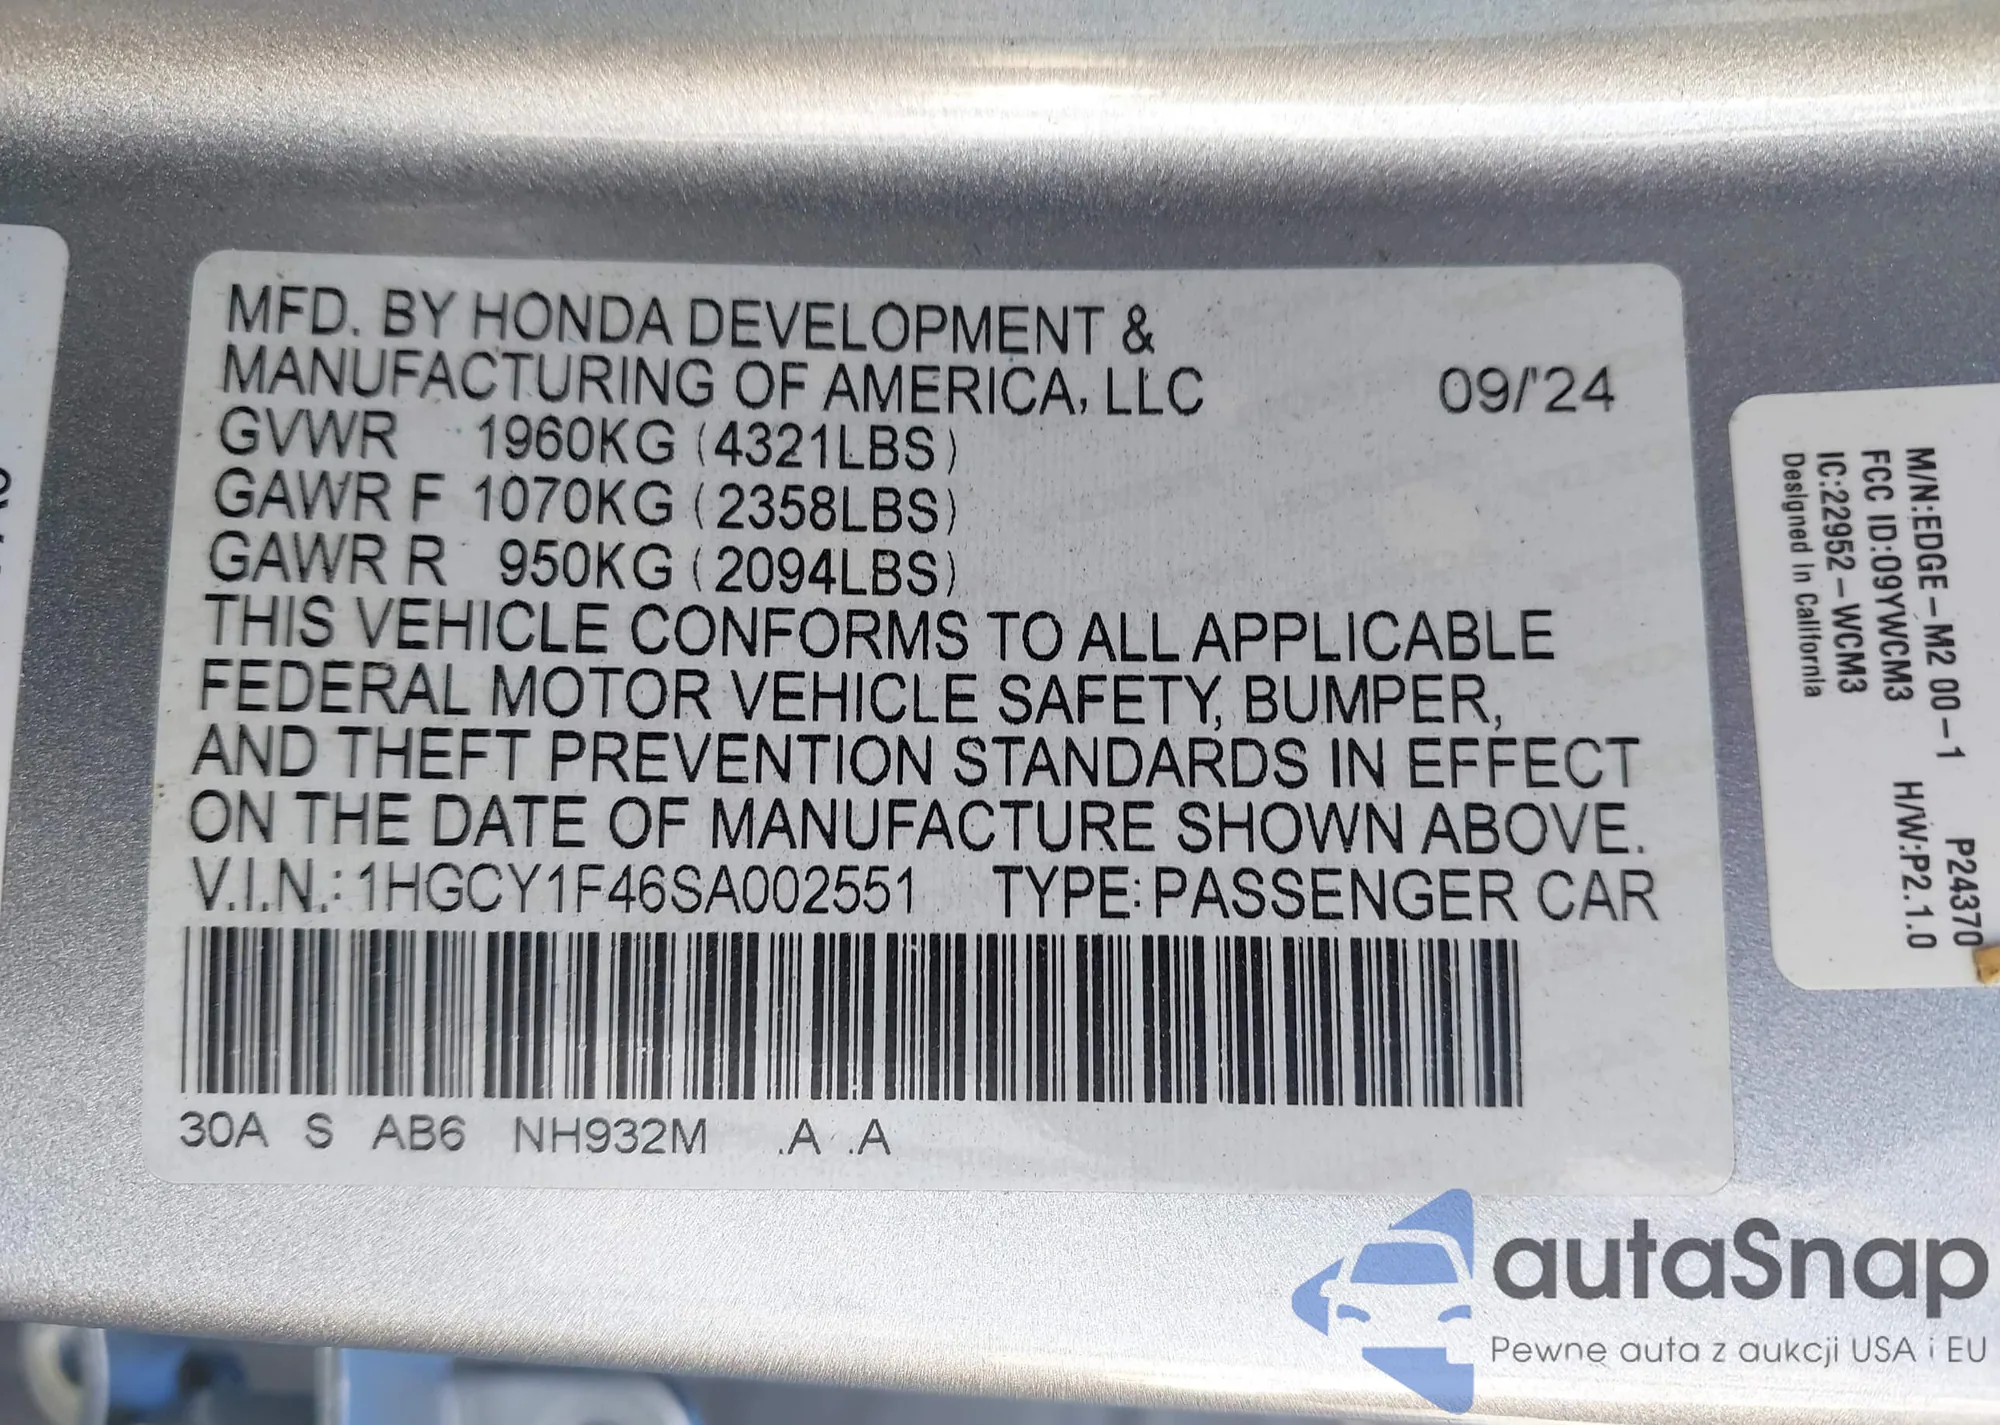 MFD. BY HONDA DEVELOPMENT &
MANUFACTURING OF AMERICA, LLC 09/'24
GVWR 1960KG (4321LBS)
GAWR F 1070KG (2358LBS)
GAWR R 950KG (2094LBS)
THIS VEHICLE CONFORMS TO ALL APPLICABLE
FEDERAL MOTOR VEHICLE SAFETY, BUMPER,
AND THEFT PREVENTION STANDARDS IN EFFECT
ON THE DATE OF MANUFACTURE SHOWN ABOVE.
V.I.N.: 1HGCY1F46SA002551 TYPE: PASSENGER CAR
30A S AB6 NH932M .A .A
M/N:EDGE-M2 00-1 P24370
FCC ID:09YWCM3 H/W:P2.1.0
IC:22952-WCM3
Designed In California
autaSnap
Pewne auta z aukcji USA i EU